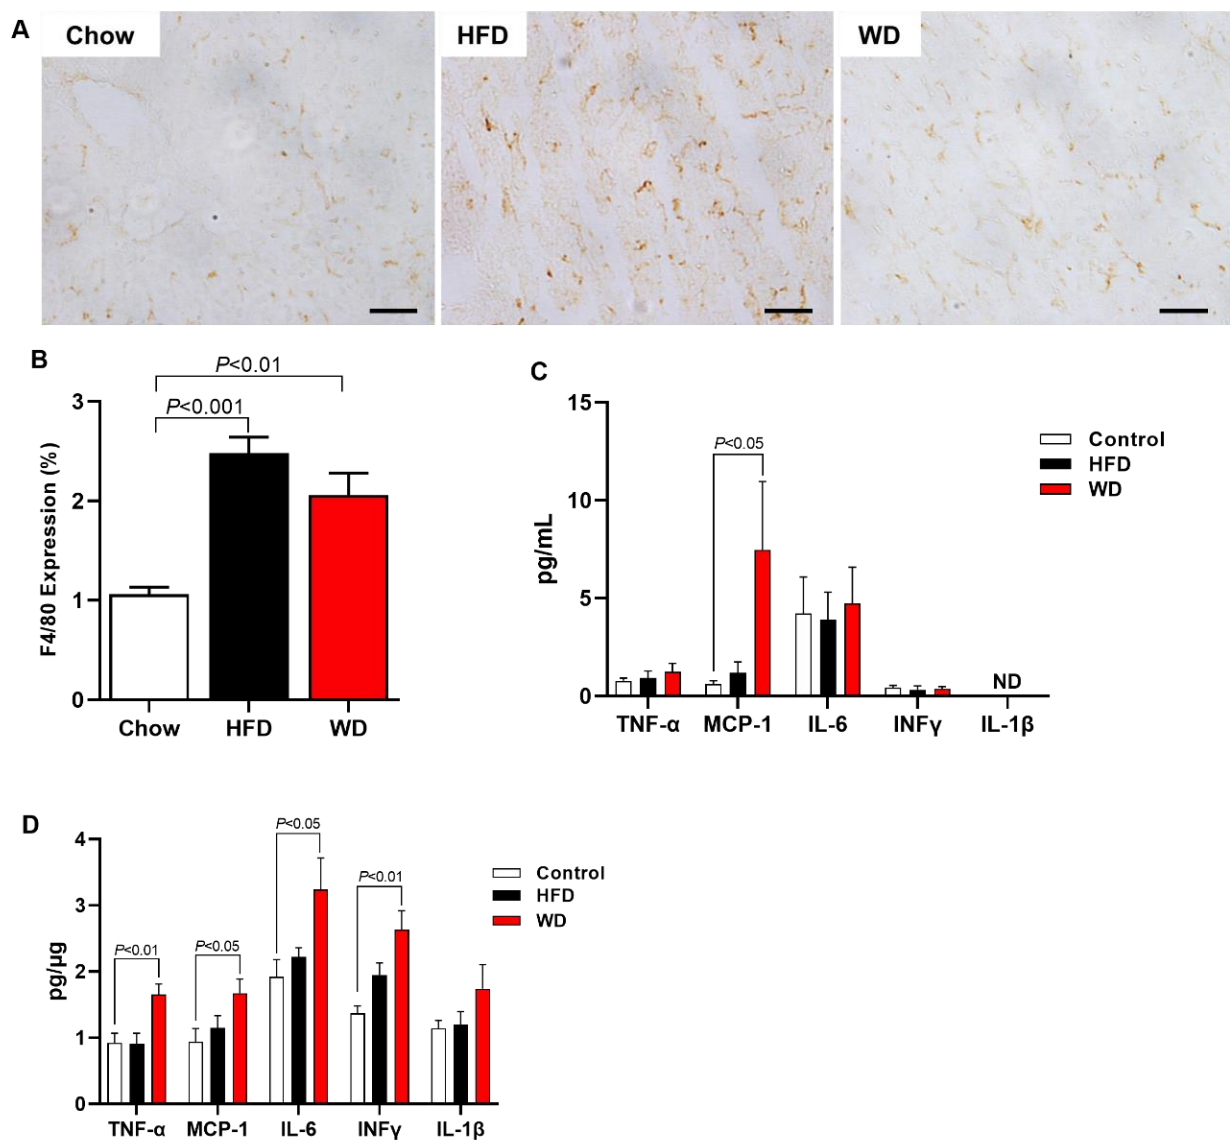 A
Chow
HFD
WD
B
P<0.01
P<0.001
F4/80 Expression (%)
3
2
1
0
Chow
HFD
WD
C
15
10
5
0
pg/mL
P<0.05
ND
TNF-α
MCP-1
IL-6
INFγ
IL-1β
Control
HFD
WD
D
4
3
2
1
0
pg/µg
P<0.01
P<0.05
P<0.05
P<0.01
TNF-α
MCP-1
IL-6
INFγ
IL-1β
Control
HFD
WD